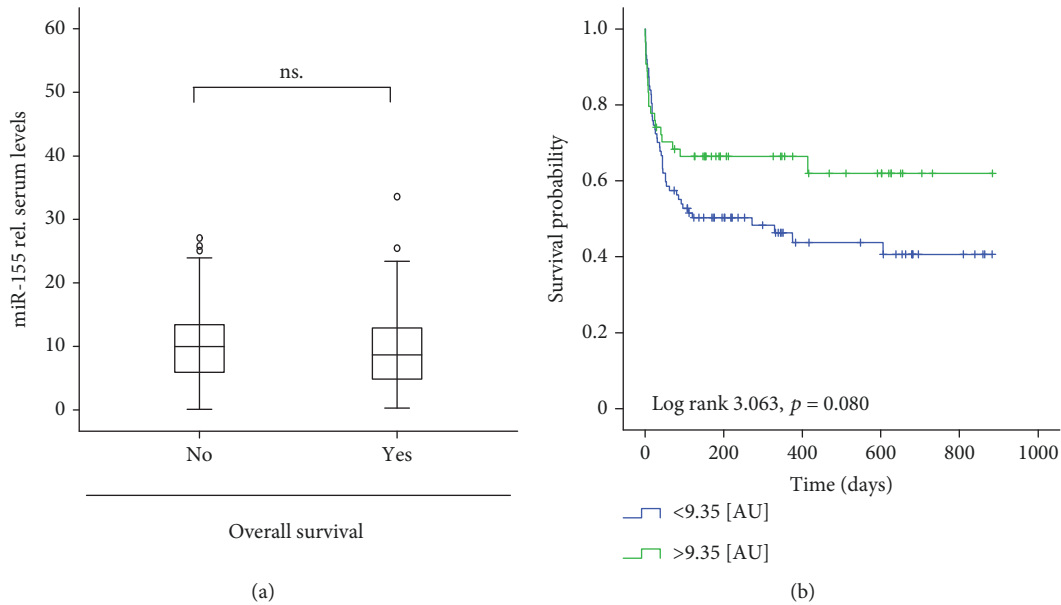 60
50
40
30
20
10
0
miR-155 rel. serum levels
ns.
No
Yes
Overall survival
(a)
1.0
0.8
0.6
0.4
0.2
0
Survival probability
Log rank 3.063, p = 0.080
0
200
400
600
800
1000
Time (days)
<9.35 [AU]
>9.35 [AU]
(b)